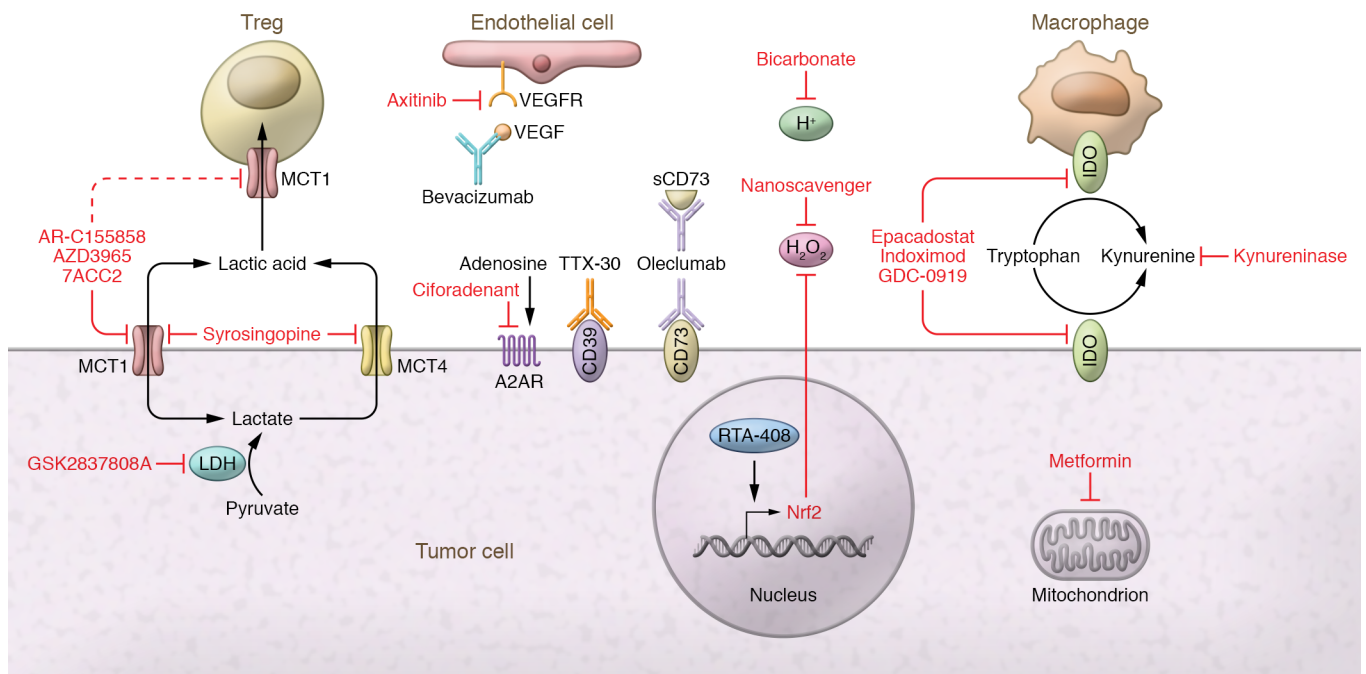 Treg
Endothelial cell
Macrophage
Axitinib
VEGFR
VEGF
Bevacizumab
Bicarbonate
H+
IDO
MCT1
sCD73
Nanoscavenger
H2O2
AR-C155858
AZD3965
7ACC2
Lactic acid
Adenosine
TTX-30
Oleclumab
Ciforadenant
Epacadostat
Indoximod
GDC-0919
Tryptophan
Kynurenine
Kynureninase
Syrosingopine
MCT1
MCT4
A2AR
CD39
CD73
IDO
Lactate
GSK2837808A
LDH
Pyruvate
RTA-408
Nrf2
Nucleus
Metformin
Mitochondrion
Tumor cell